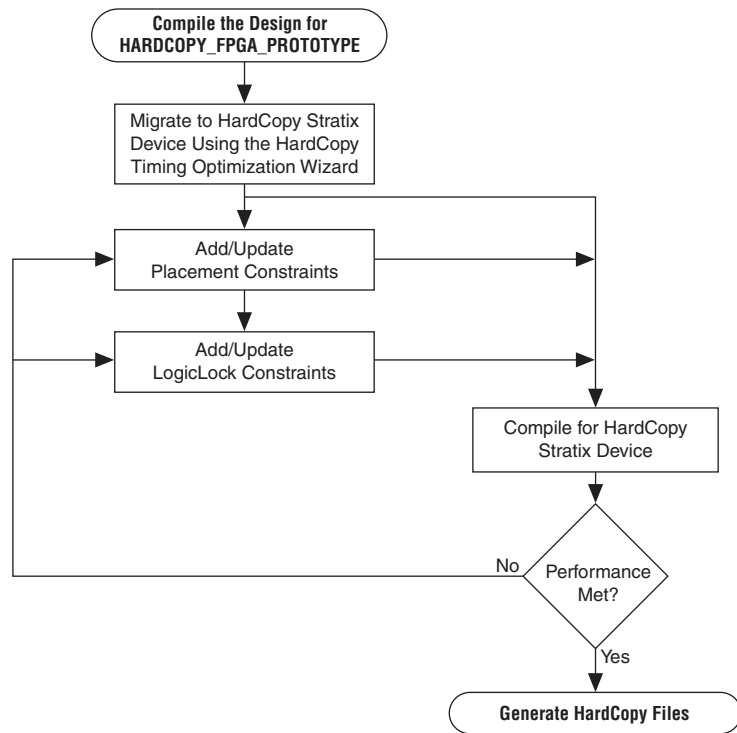 Compile the Design for
HARDCOPY_FPGA_PROTOTYPE
Migrate to HardCopy Stratix
Device Using the HardCopy
Timing Optimization Wizard
Add/Update
Placement Constraints
Add/Update
LogicLock Constraints
Compile for HardCopy
Stratix Device
No
Performance
Met?
Yes
Generate HardCopy Files